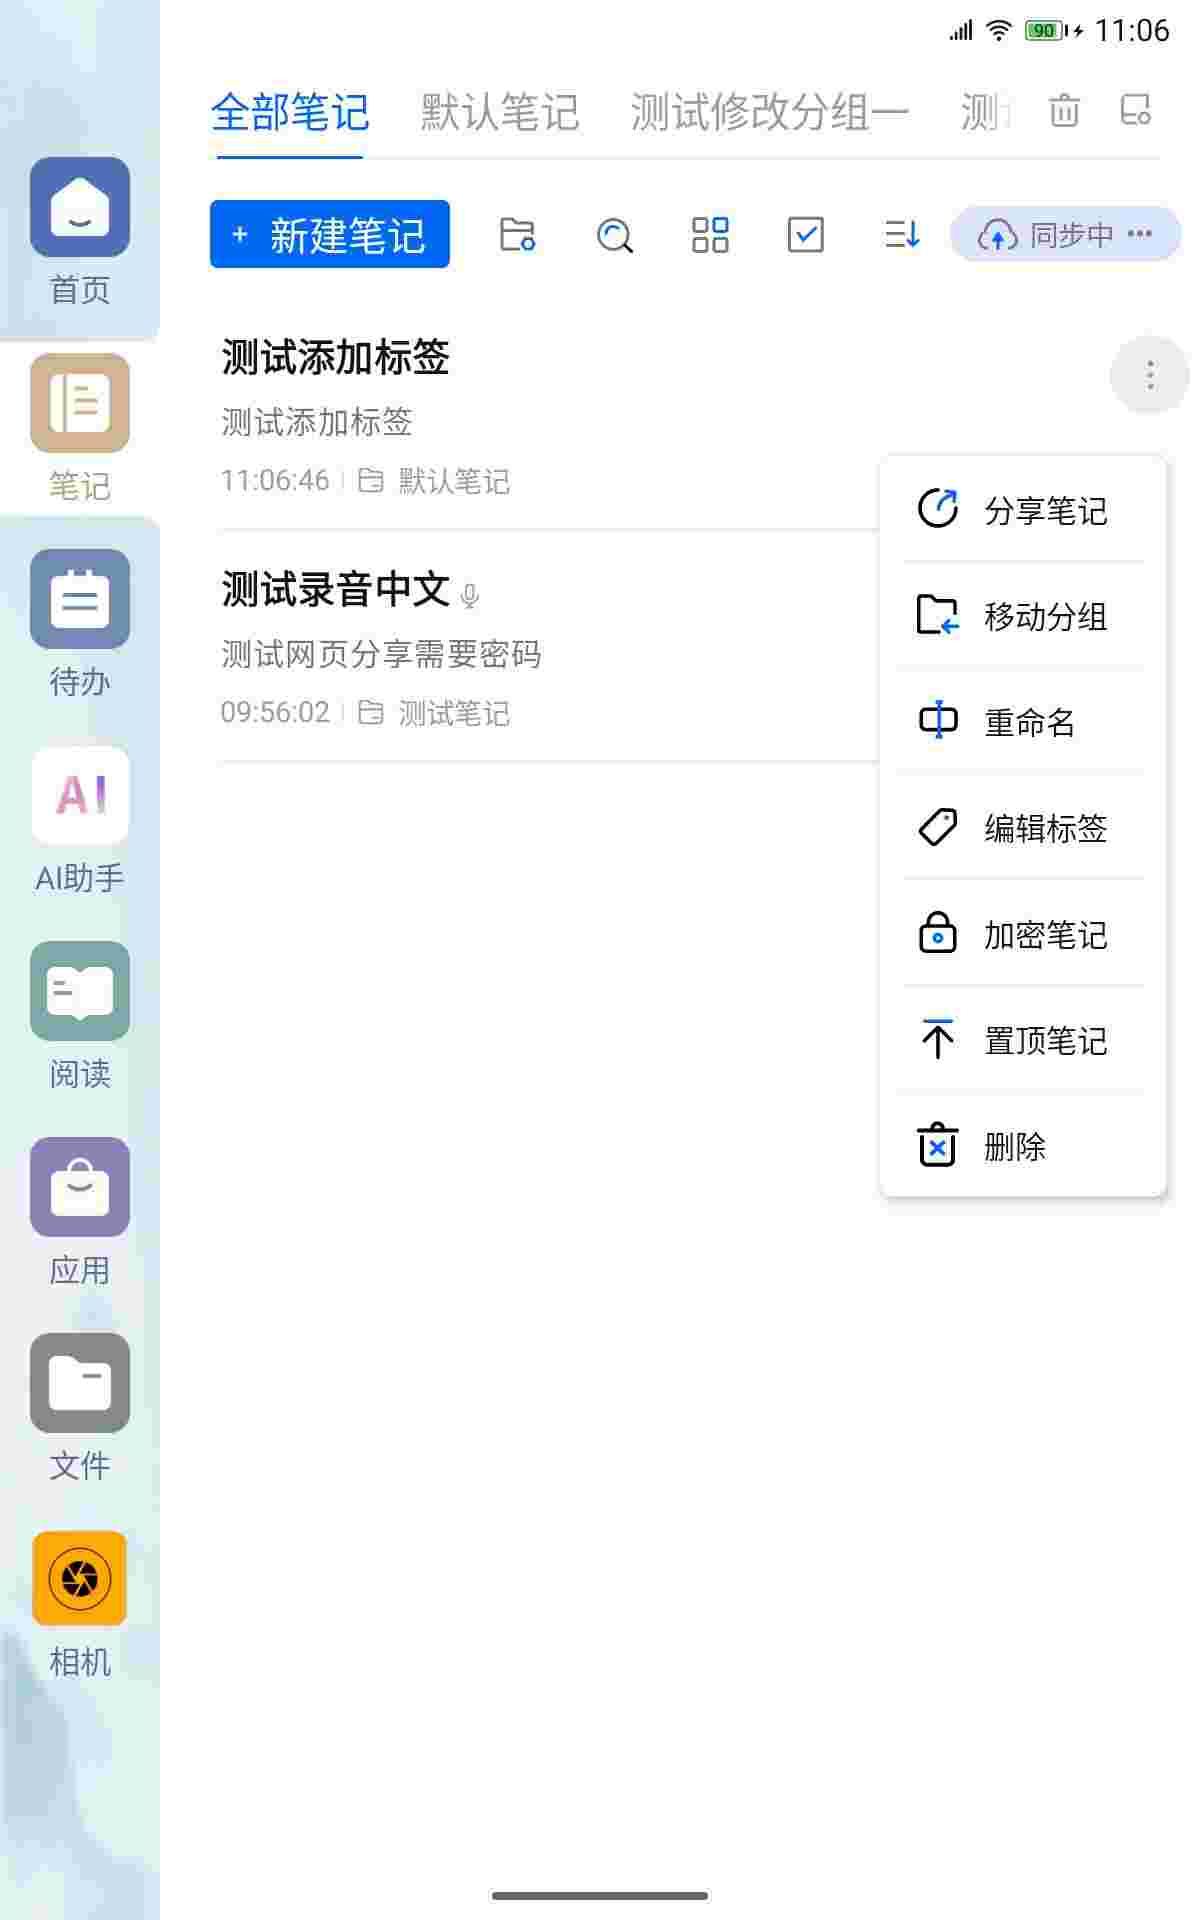 90 11:06
全部笔记 默认笔记 测试修改分组一 测
+ 新建笔记 同步中 •••
首页
笔记
待办
AI
AI助手
阅读
应用
文件
相机
测试添加标签
测试添加标签
11:06:46 默认笔记
测试录音中文
测试网页分享需要密码
09:56:02 测试笔记
分享笔记
移动分组
重命名
编辑标签
加密笔记
置顶笔记
删除